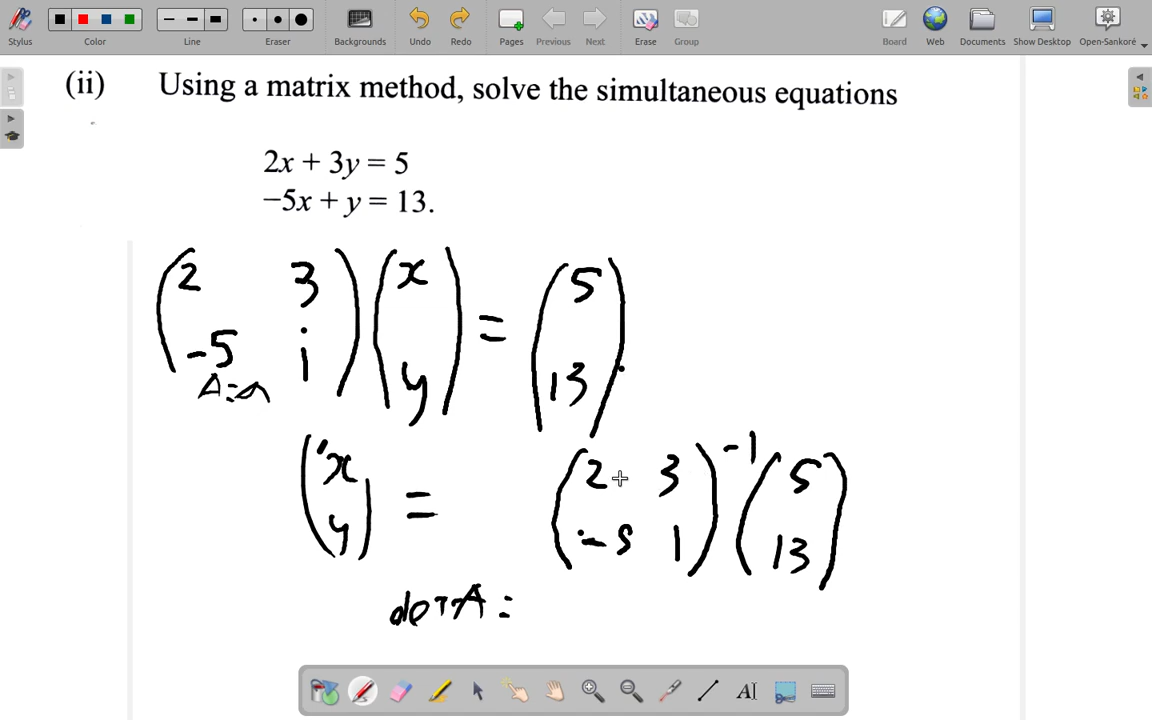 Stylus Color Line Eraser Backgrounds Undo Redo Pages Previous Next Erase Group Board Web Documents Show Desktop Open-Sankoré
(ii) Using a matrix method, solve the simultaneous equations
2x + 3y = 5
−5x + y = 13.
(2 3) (x) = (5)
(-5 1) (y) (13)
A =
(x) = (2 3)⁻¹ (5)
(y) (-5 1) (13)
det A =
AI